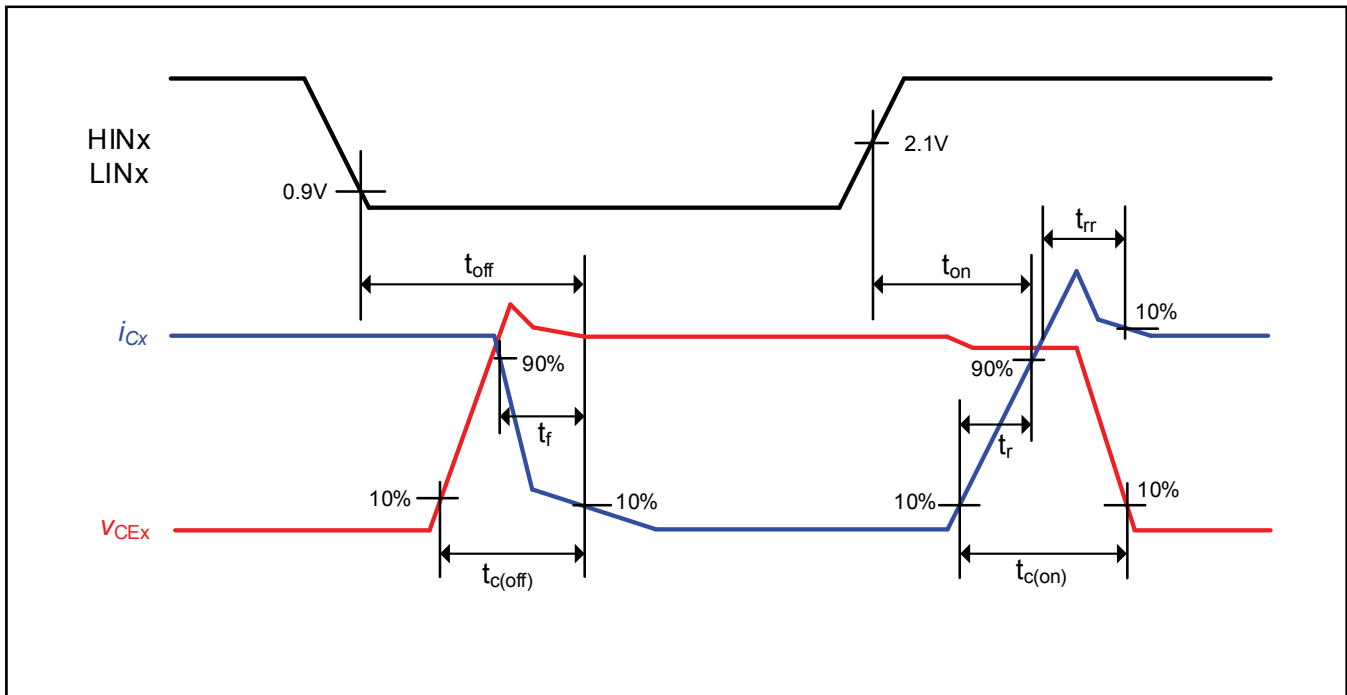 HINx
LINx
0.9V
2.1V
trr
toff
ton
iCx
10%
90%
90%
tf
tr
10%
10%
10%
10%
vCEx
tc(off)
tc(on)